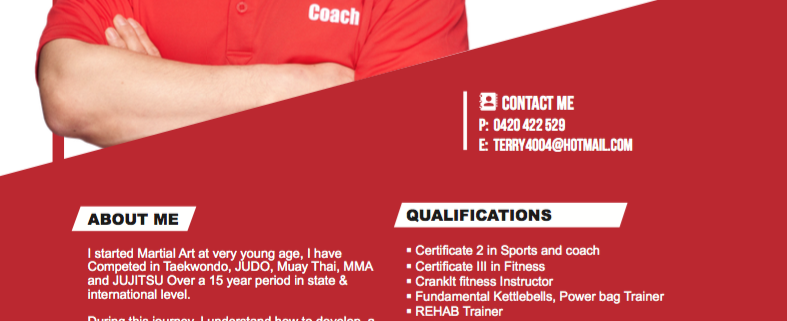 Coach
CONTACT ME
P: 0420 422 529
E: TERRY4004@HOTMAIL.COM
ABOUT ME
I started Martial Art at very young age, I have
Competed in Taekwondo, JUDO, Muay Thai, MMA
and JUJITSU Over a 15 year period in state &
international level.
During this journey, I understand how to develop a
QUALIFICATIONS
▪ Certificate 2 in Sports and coach
▪ Certificate III in Fitness
▪ CrankIt fitness Instructor
▪ Fundamental Kettlebells, Power bag Trainer
▪ REHAB Trainer